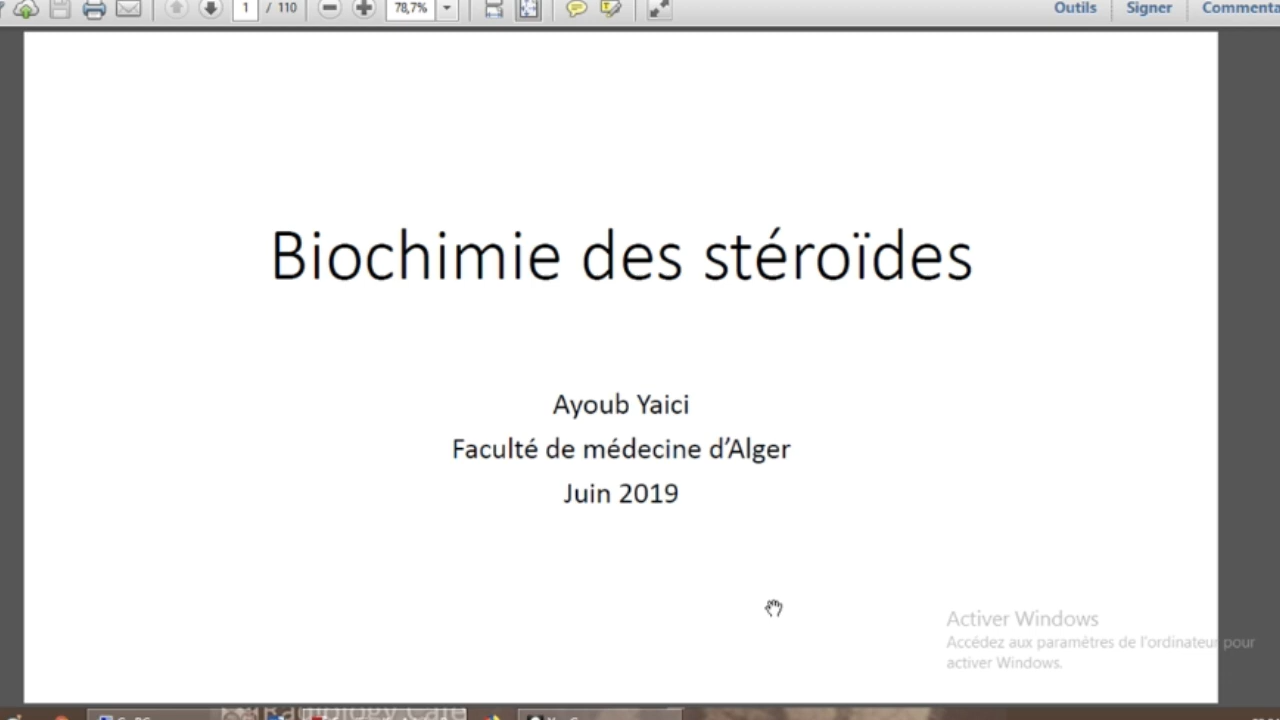 1 / 110 78,7% Outils Signer Commenta
Biochimie des stéroïdes
Ayoub Yaici
Faculté de médecine d’Alger
Juin 2019
Activer Windows
Accédez aux paramètres de l'ordinateur pour
activer Windows.